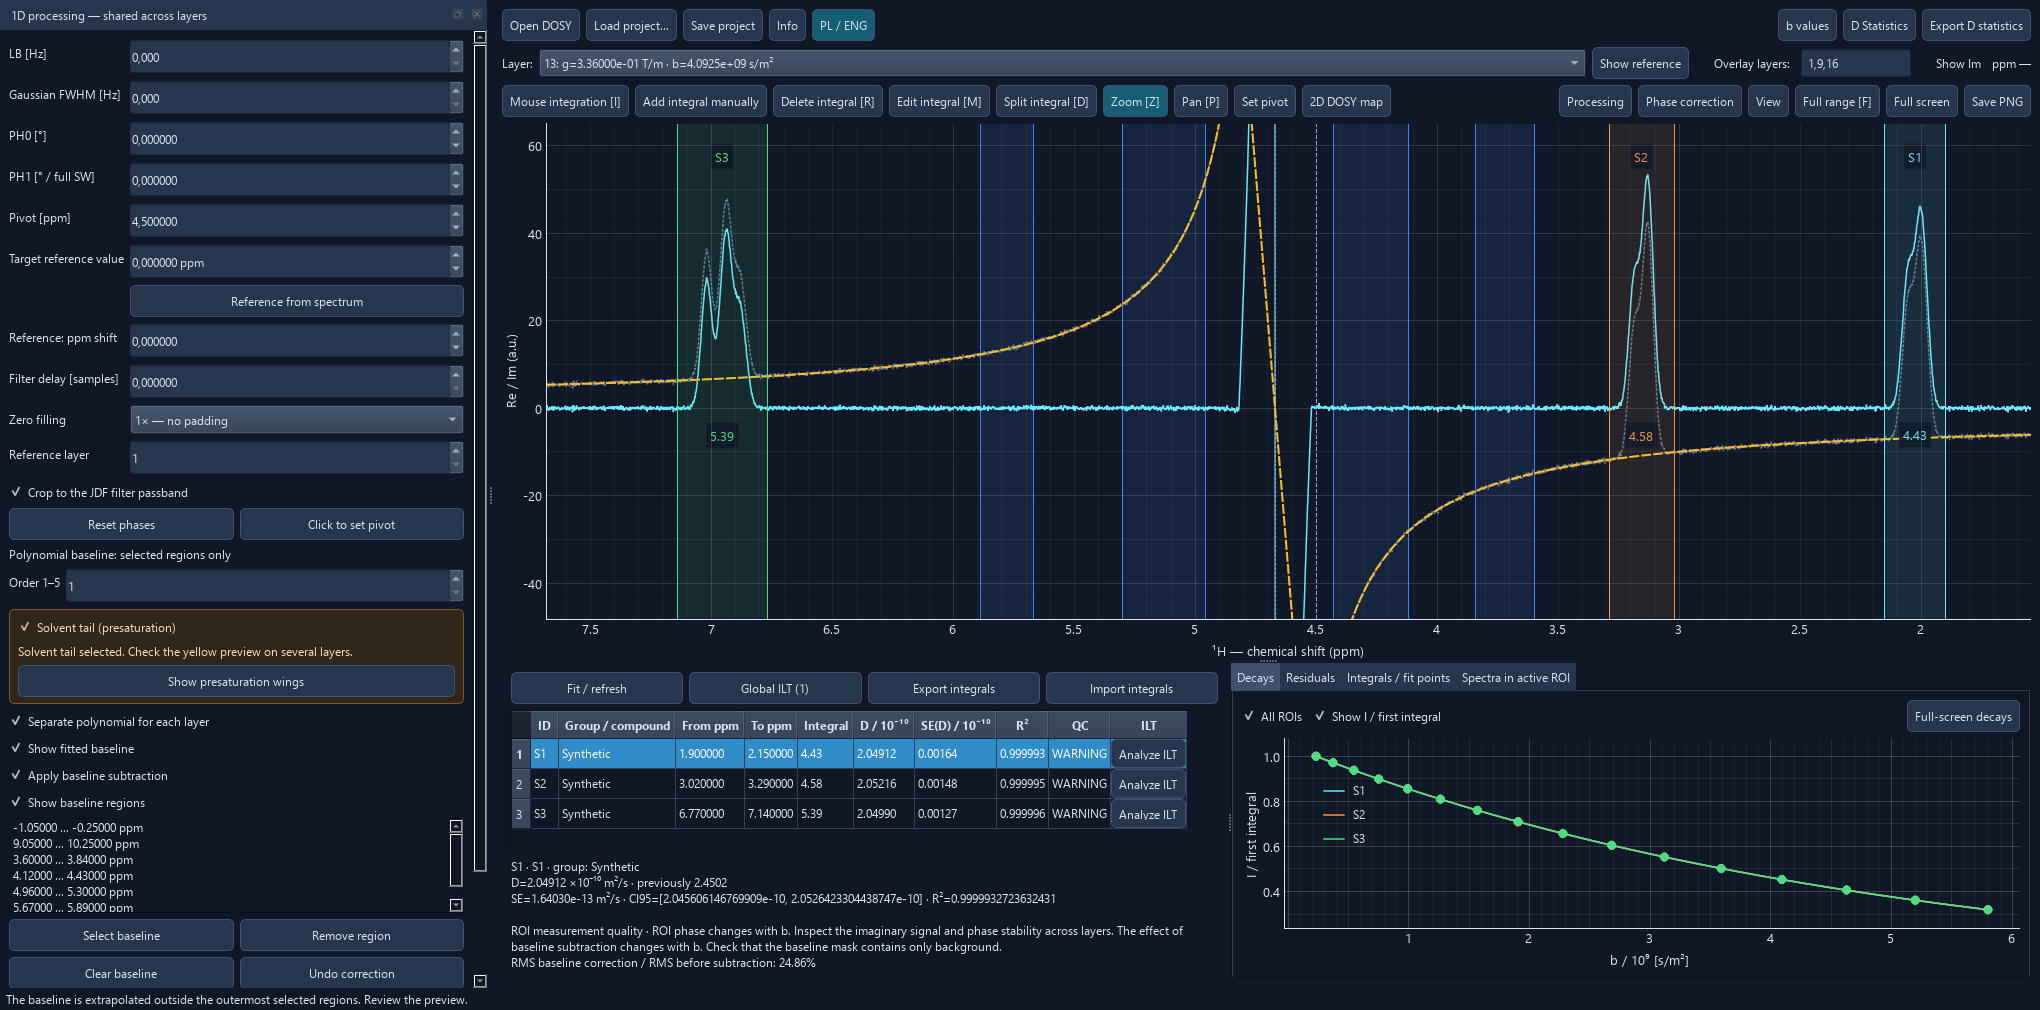 1D processing — shared across layers
LB [Hz]
0,000
Gaussian FWHM [Hz]
0,000
PH0 [°]
0,000000
PH1 [° / full SW]
0,000000
Pivot [ppm]
4,500000
Target reference value
0,000000 ppm
Reference from spectrum
Reference: ppm shift
0,000000
Filter delay [samples]
0,000000
Zero filling
1× — no padding
Reference layer
1
Crop to the JDF filter passband
Reset phases
Click to set pivot
Polynomial baseline: selected regions only
Order 1–5
1
Solvent tail (presaturation)
Solvent tail selected. Check the yellow preview on several layers.
Show presaturation wings
Separate polynomial for each layer
Show fitted baseline
Apply baseline subtraction
Show baseline regions
-1.05000 ... -0.25000 ppm
9.05000 ... 10.25000 ppm
3.60000 ... 3.84000 ppm
4.12000 ... 4.43000 ppm
4.96000 ... 5.30000 ppm
5.67000 ... 5.89000 ppm
Select baseline
Remove region
Clear baseline
Undo correction
The baseline is extrapolated outside the outermost selected regions. Review the preview.
Open DOSY
Load project...
Save project
Info
PL / ENG
b values
D Statistics
Export D statistics
Layer:
13: g=3.36000e-01 T/m · b=4.0925e+09 s/m²
Show reference
Overlay layers:
1,9,16
Show Im
ppm —
Mouse integration [I]
Add integral manually
Delete integral [R]
Edit integral [M]
Split integral [D]
Zoom [Z]
Pan [P]
Set pivot
2D DOSY map
Processing
Phase correction
View
Full range [F]
Full screen
Save PNG
Re / Im (a.u.)
60
40
20
0
-20
-40
S3
5.39
S2
4.58
S1
4.43
7.5
7
6.5
6
5.5
5
4.5
4
3.5
3
2.5
2
¹H — chemical shift (ppm)
Fit / refresh
Global ILT (1)
Export integrals
Import integrals
ID Group / compound From ppm To ppm Integral D / 10⁻¹⁰ SE(D) / 10⁻¹⁰ R² QC ILT
1 S1 Synthetic 1.900000 2.150000 4.43 2.04912 0.00164 0.999993 WARNING Analyze ILT
2 S2 Synthetic 3.020000 3.290000 4.58 2.05216 0.00148 0.999995 WARNING Analyze ILT
3 S3 Synthetic 6.770000 7.140000 5.39 2.04990 0.00127 0.999996 WARNING Analyze ILT
S1 · S1 · group: Synthetic
D=2.04912 ×10⁻¹⁰ m²/s · previously 2.4502
SE=1.64030e-13 m²/s · CI95=[2.045606146769909e-10, 2.0526423304438747e-10] · R²=0.9999932723632431
ROI measurement quality · ROI phase changes with b. Inspect the imaginary signal and phase stability across layers. The effect of
baseline subtraction changes with b. Check that the baseline mask contains only background.
RMS baseline correction / RMS before subtraction: 24.86%
Decays
Residuals
Integrals / fit points
Spectra in active ROI
All ROIs
Show I / first integral
Full-screen decays
I / first integral
1.0
0.8
0.6
0.4
S1
S2
S3
1
2
3
4
5
6
b / 10⁹ [s/m²]